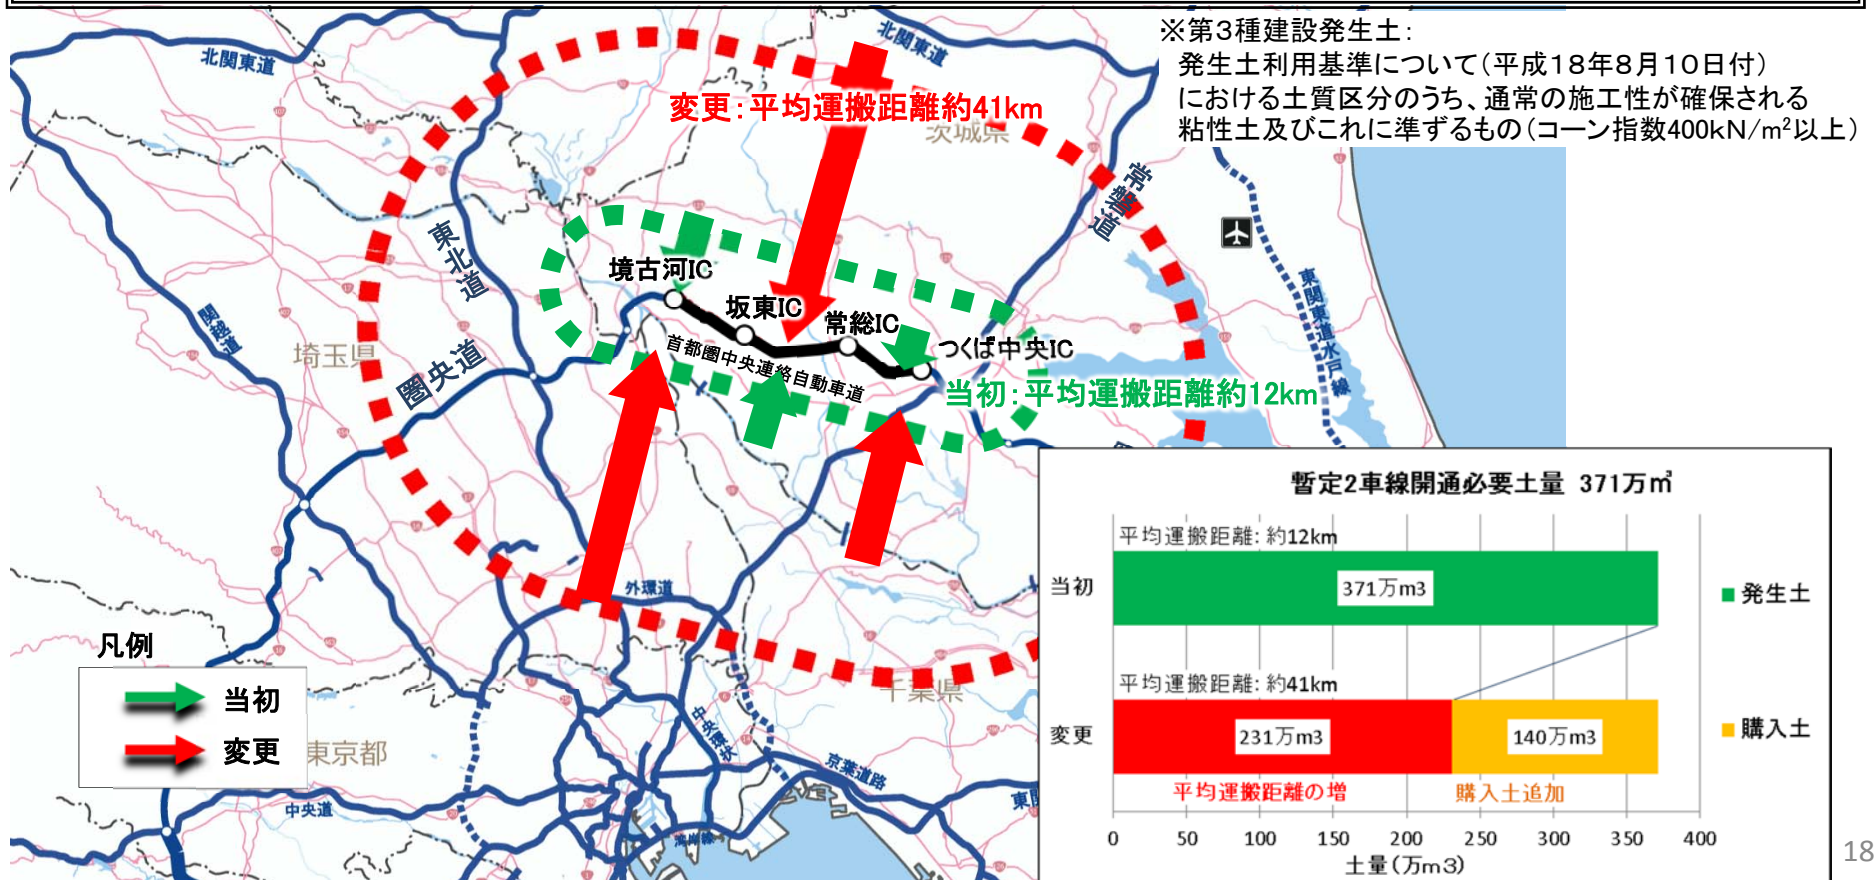 ※第3種建設発生土：
発生土利用基準について（平成18年8月10日付）
における土質区分のうち、通常の施工性が確保される
粘性土及びこれに準ずるもの（コーン指数400kN/m²以上）
北関東道
北関東道
変更：平均運搬距離約41km
茨城県
常磐道
東北道
境古河IC
坂東IC
常総IC
つくば中央IC
首都圏中央連絡自動車道
東関東道水戸線
関越道
埼玉県
圏央道
当初：平均運搬距離約12km
外環道
千葉県
凡例
当初
変更
東京都
中央道
中央環状
京葉道路
湾岸線
暫定2車線開通必要土量 371万㎥
平均運搬距離: 約12km
当初
371万m3
発生土
平均運搬距離: 約41km
変更
231万m3
140万m3
購入土
平均運搬距離の増
購入土追加
0 50 100 150 200 250 300 350 400
土量（万m3）
18